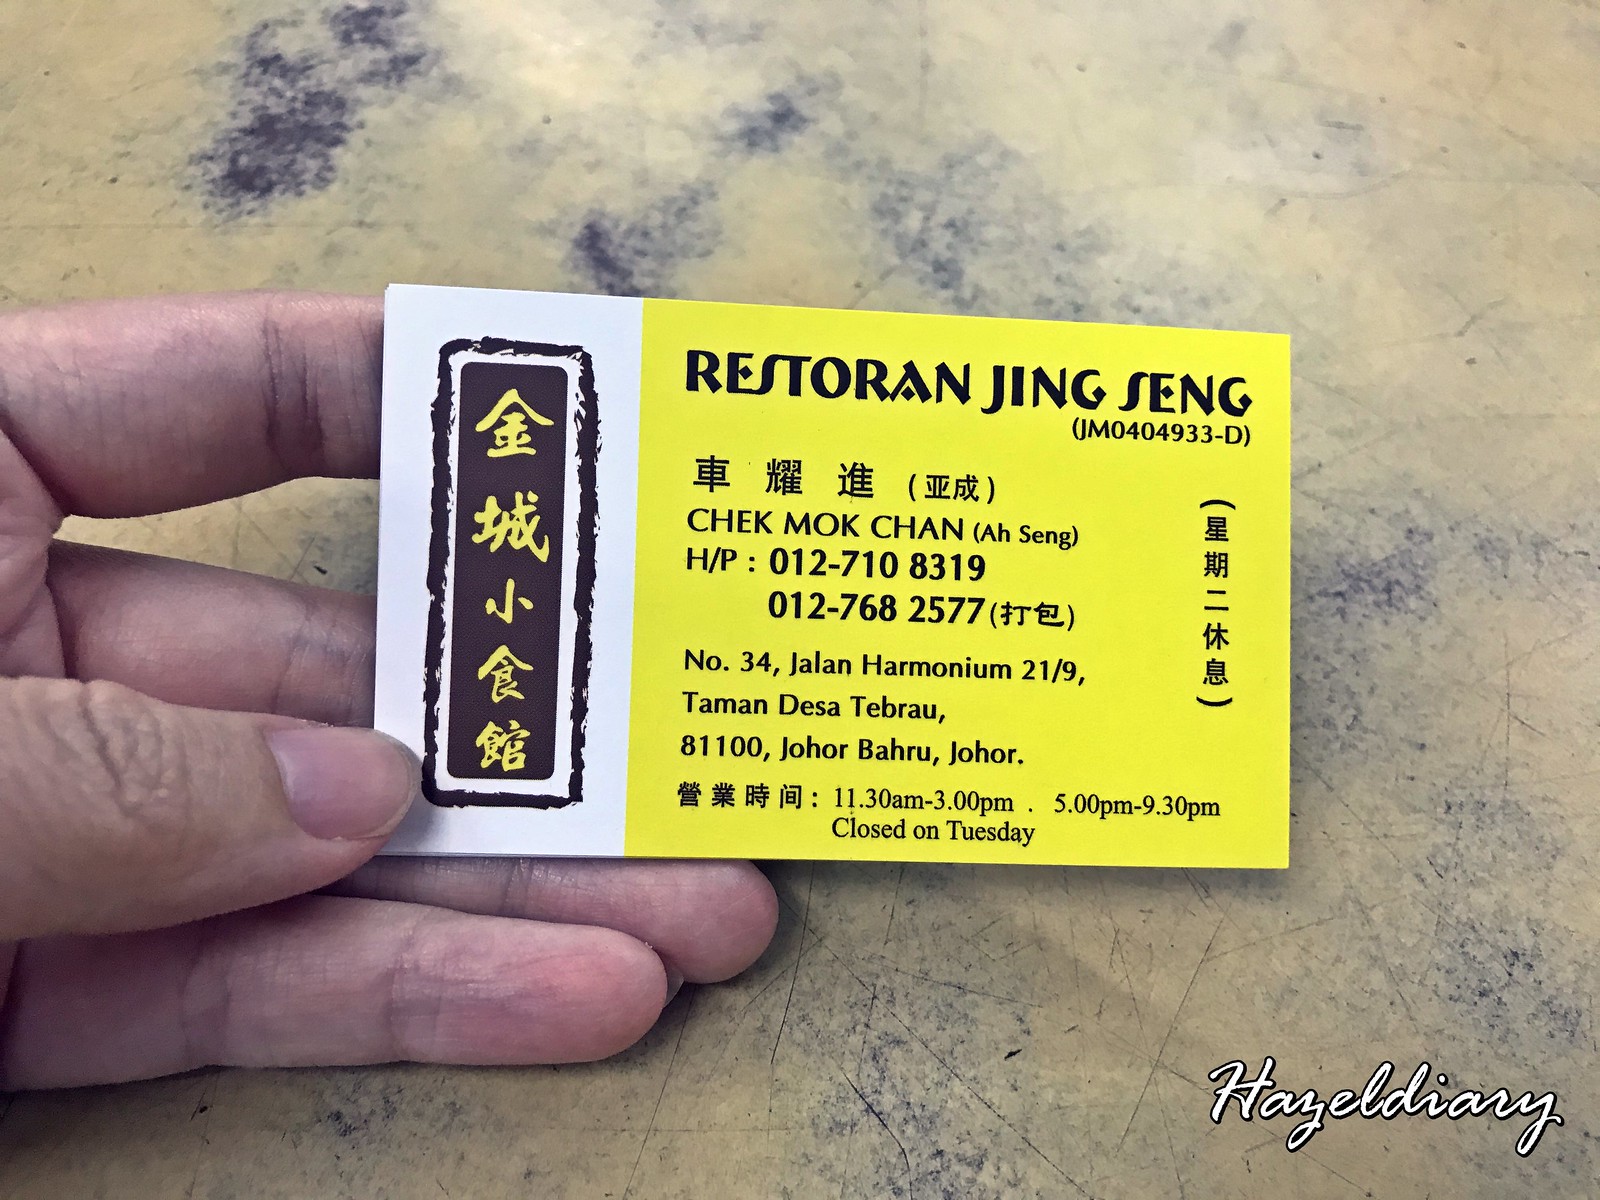 金城小食館
RESTORAN JING SENG
(JM0404933-D)
車耀進 (亚成)
CHEK MOK CHAN (Ah Seng)
H/P : 012-710 8319
012-768 2577 (打包)
No. 34, Jalan Harmonium 21/9,
Taman Desa Tebrau,
81100, Johor Bahru, Johor.
營業時间: 11.30am-3.00pm . 5.00pm-9.30pm
Closed on Tuesday
(星期二休息)
Hazeldiary